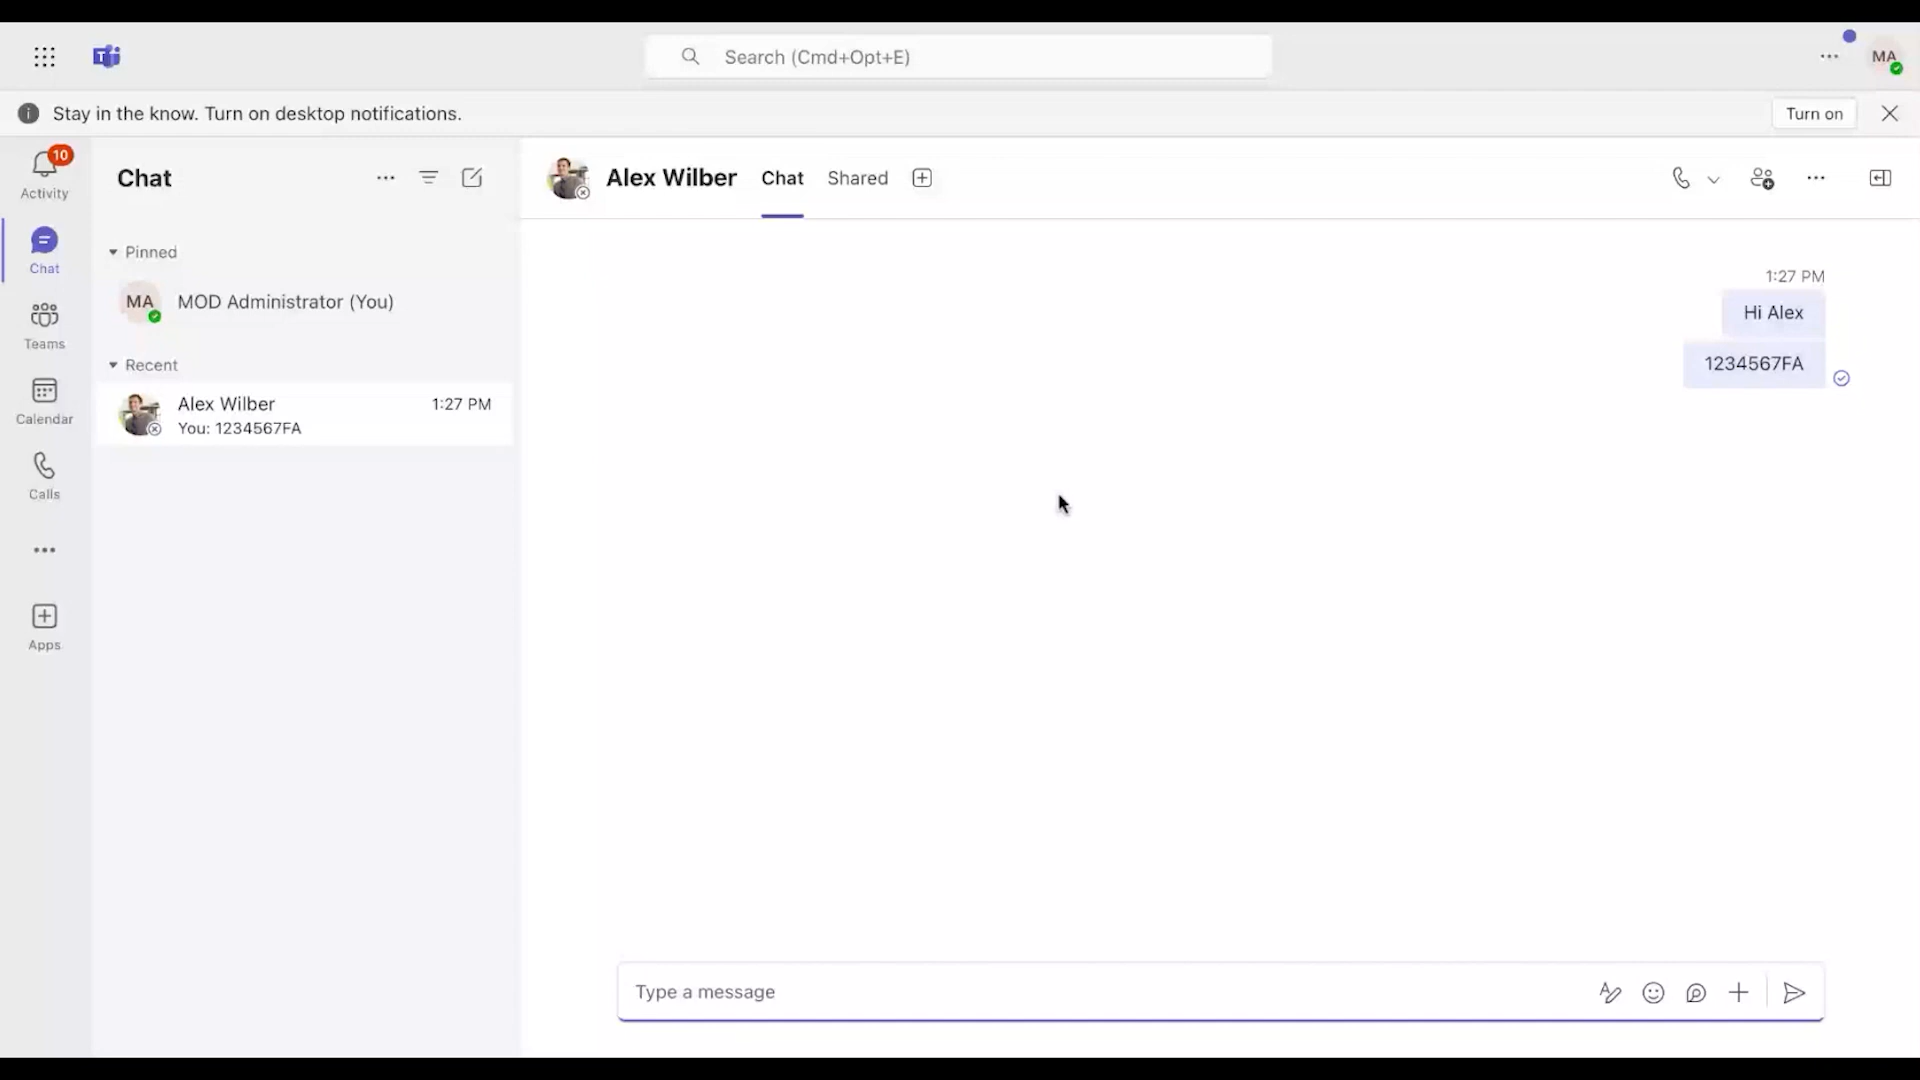 Search (Cmd+Opt+E)
MA
Stay in the know. Turn on desktop notifications.
Turn on
10
Activity
Chat
Teams
Calendar
Calls
Apps
Chat
Pinned
MA
MOD Administrator (You)
Recent
Alex Wilber
1:27 PM
You: 1234567FA
Alex Wilber
Chat
Shared
1:27 PM
Hi Alex
1234567FA
Type a message